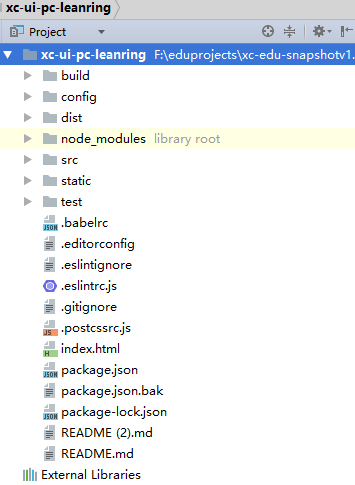 xc-ui-pc-leanring
Project
xc-ui-pc-leanring F:\eduprojects\xc-edu-snapshotv1.
build
config
dist
node_modules library root
src
static
test
.babelrc
.editorconfig
.eslintignore
.eslintrc.js
.gitignore
.postcssrc.js
index.html
package.json
package.json.bak
package-lock.json
README (2).md
README.md
External Libraries